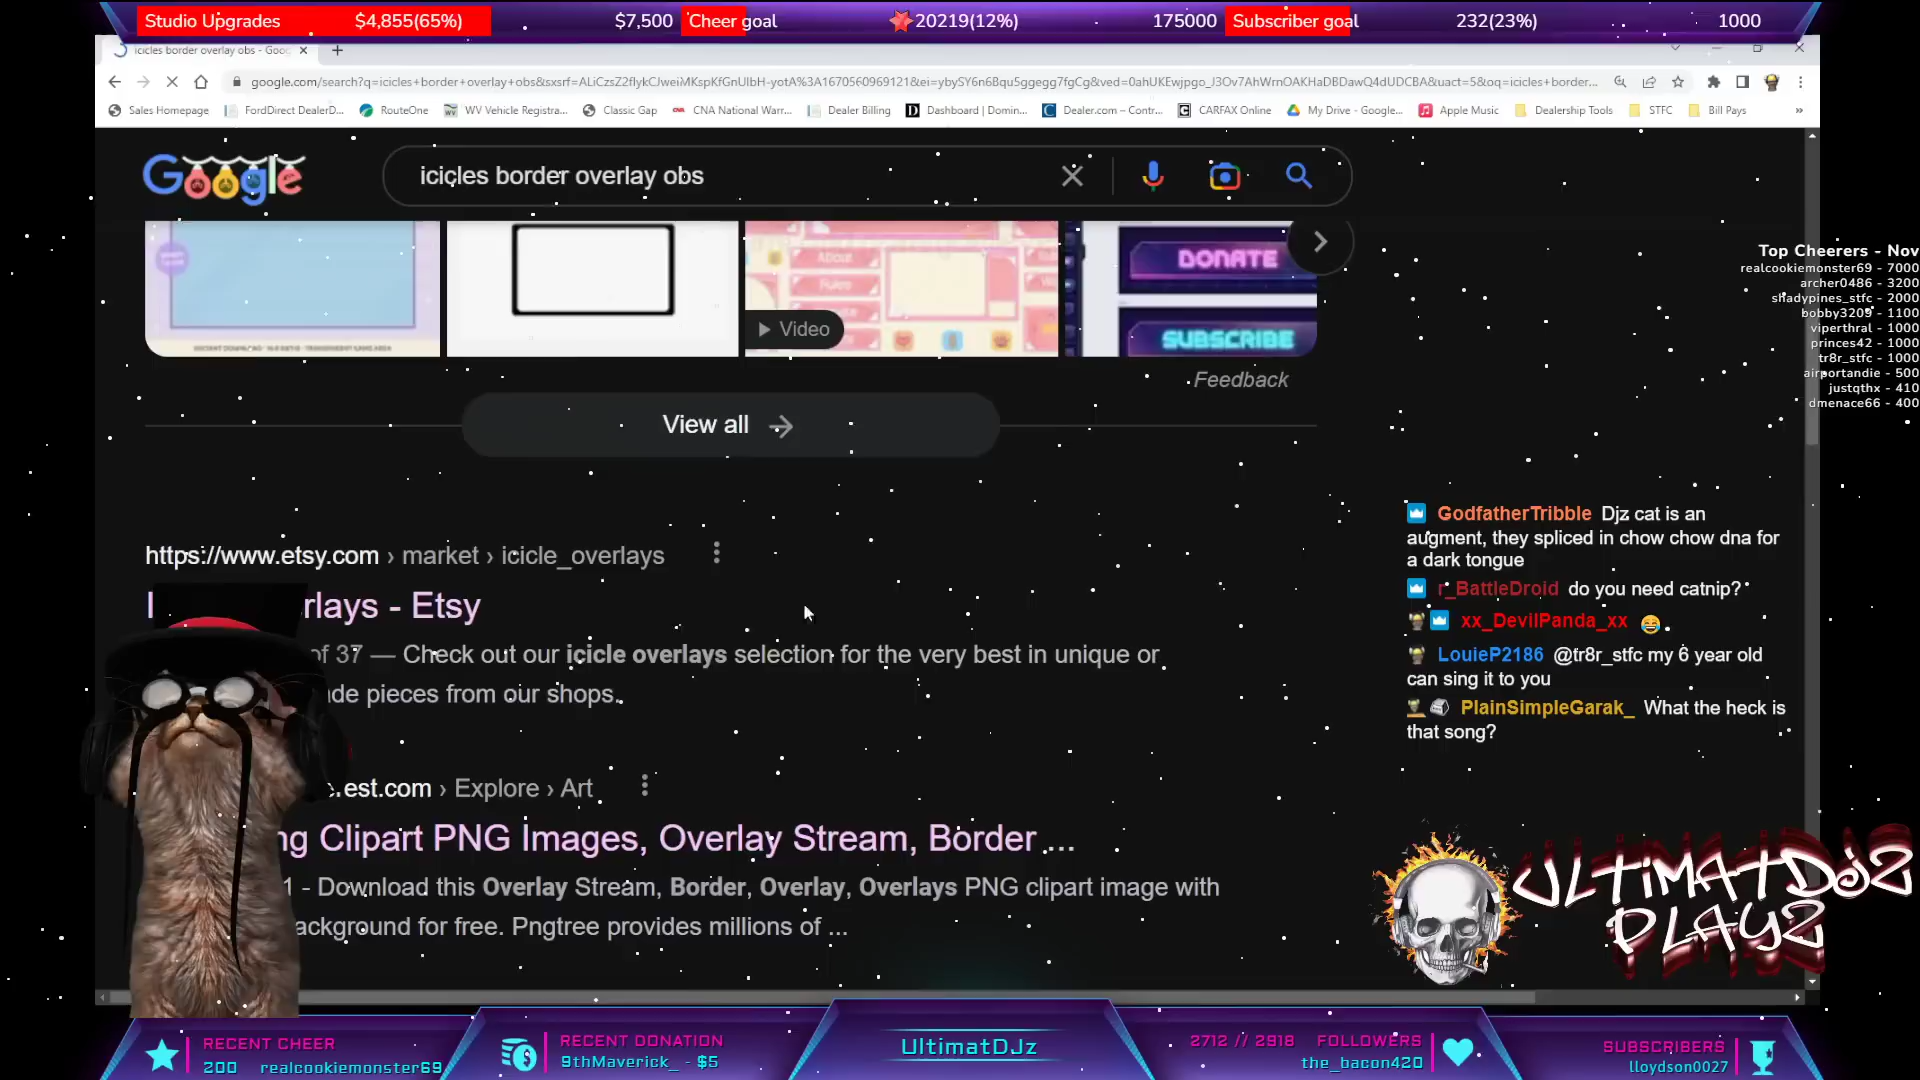 Studio Upgrades $4,855(65%) $7,500 Cheer goal 20219(12%) 175000 Subscriber goal 232(23%) 1000
icicles border overlay obs - Goo
Sales Homepage FordDirect DealerD... RouteOne WV Vehicle Registra... Classic Gap CNA National Warr... Dealer Billing Dashboard | Domin... Dealer.com – Contr... CARFAX Online My Drive - Google... Apple Music Dealership Tools STFC Bill Pays »
Google icicles border overlay obs
About
Rules
Video
DONATE
SUBSCRIBE
Feedback
View all
Top Cheerers - Nov
realcookiemonster69 - 7000
archer0486 - 3200
shadypines_stfc - 2000
bobby3209 - 1100
viperthral - 1000
princes42 - 1000
tr8r_stfc - 1000
airportandie - 500
justqthx - 410
dmenace66 - 400
https://www.etsy.com › market › icicle_overlays
I rlays - Etsy
of 37 — Check out our icicle overlays selection for the very best in unique or
de pieces from our shops.
est.com › Explore › Art
ng Clipart PNG Images, Overlay Stream, Border ...
1 - Download this Overlay Stream, Border, Overlay, Overlays PNG clipart image with
ackground for free. Pngtree provides millions of ...
GodfatherTribble Djz cat is an
augment, they spliced in chow chow dna for
a dark tongue
r_BattleDroid do you need catnip?
xx_DevilPanda_xx
LouieP2186 @tr8r_stfc my 6 year old
can sing it to you
PlainSimpleGarak_ What the heck is
that song?
ULTiMATDJZ
PLAYZ
RECENT CHEER
200 realcookiemonster69
RECENT DONATION
9thMaverick_ - $5
UltimatDJz
2712 // 2918 FOLLOWERS
the_bacon420
SUBSCRIBERS
lloydson0027